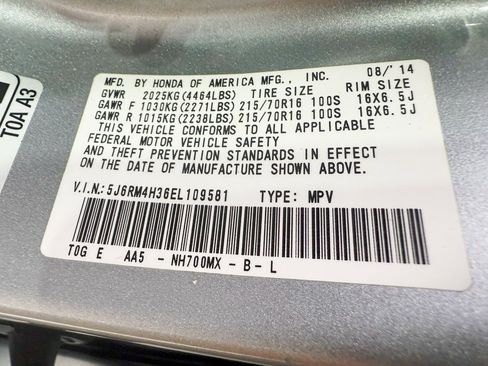 MFD. BY HONDA OF AMERICA MFG., INC. 08/'14
GVWR 2025KG(4464LBS) TIRE SIZE RIM SIZE
GAWR F 1030KG(2271LBS) 215/70R16 100S 16X6.5J
GAWR R 1015KG(2238LBS) 215/70R16 100S 16X6.5J
THIS VEHICLE CONFORMS TO ALL APPLICABLE
FEDERAL MOTOR VEHICLE SAFETY
AND THEFT PREVENTION STANDARDS IN EFFECT
ON THE DATE OF MANUFACTURE SHOWN ABOVE.
V.I.N.: 5J6RM4H36EL109581 TYPE: MPV
T0G E AA5 - NH700MX - B - L
T0A A3